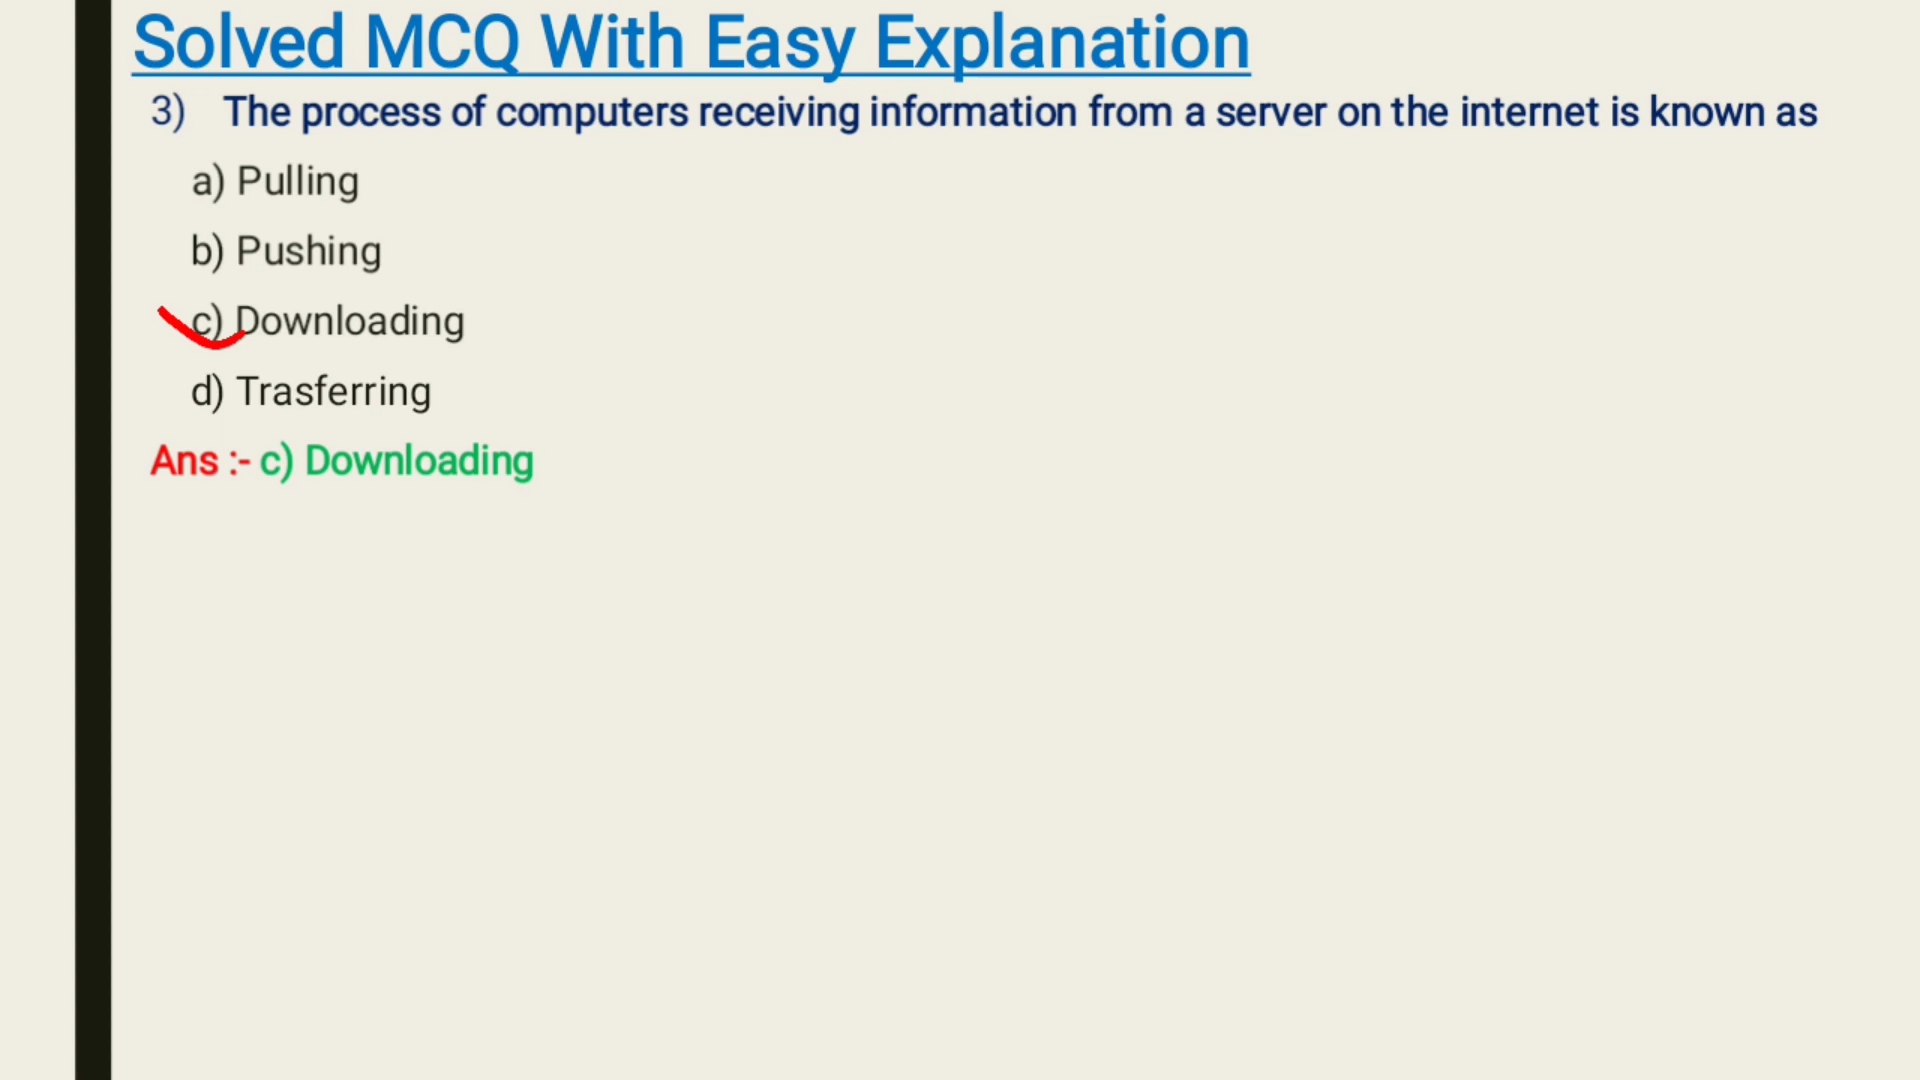 Solved MCQ With Easy Explanation
3) The process of computers receiving information from a server on the internet is known as
a) Pulling
b) Pushing
c) Downloading
d) Trasferring
Ans :- c) Downloading